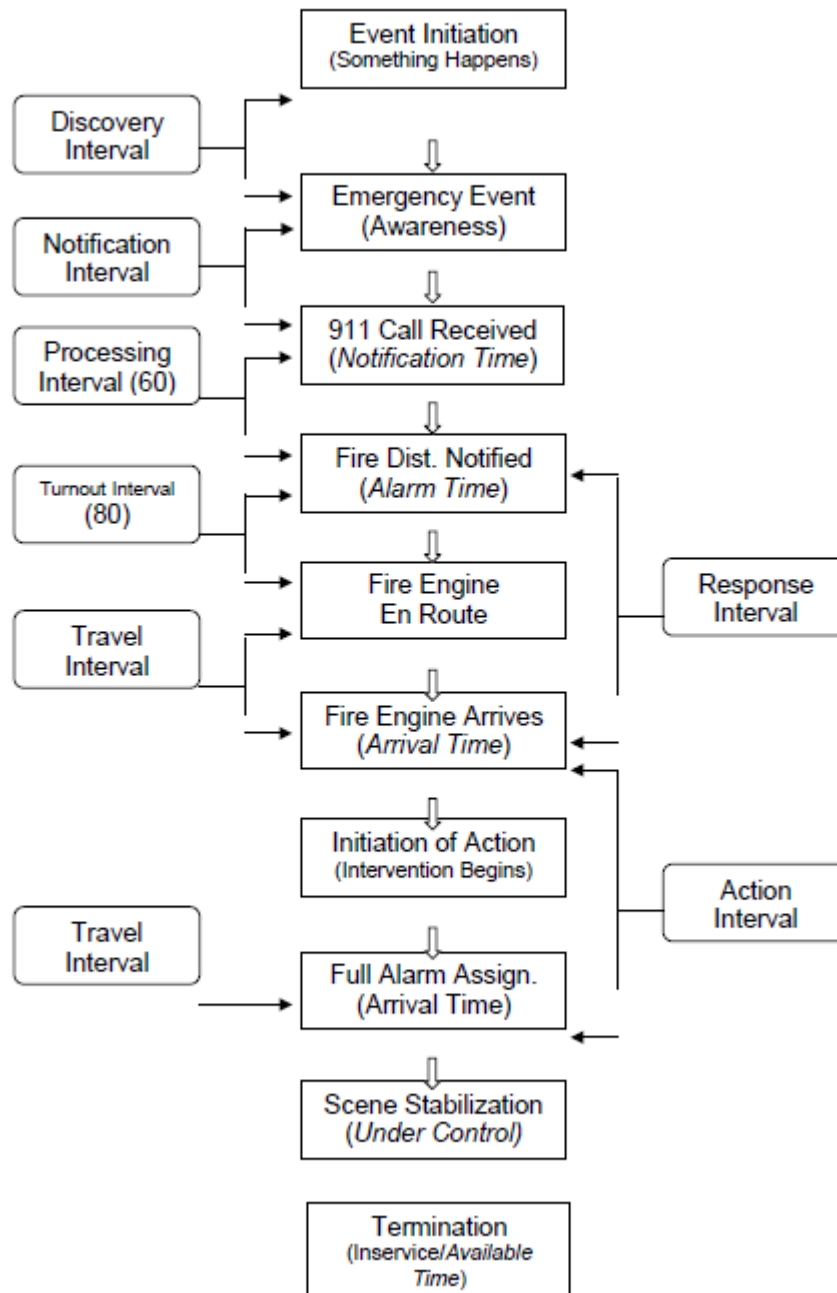 Event Initiation
(Something Happens)
Discovery
Interval
Emergency Event
(Awareness)
Notification
Interval
911 Call Received
(Notification Time)
Processing
Interval (60)
Fire Dist. Notified
(Alarm Time)
Turnout Interval
(80)
Fire Engine
En Route
Response
Interval
Travel
Interval
Fire Engine Arrives
(Arrival Time)
Initiation of Action
(Intervention Begins)
Action
Interval
Travel
Interval
Full Alarm Assign.
(Arrival Time)
Scene Stabilization
(Under Control)
Termination
(Inservice/Available
Time)